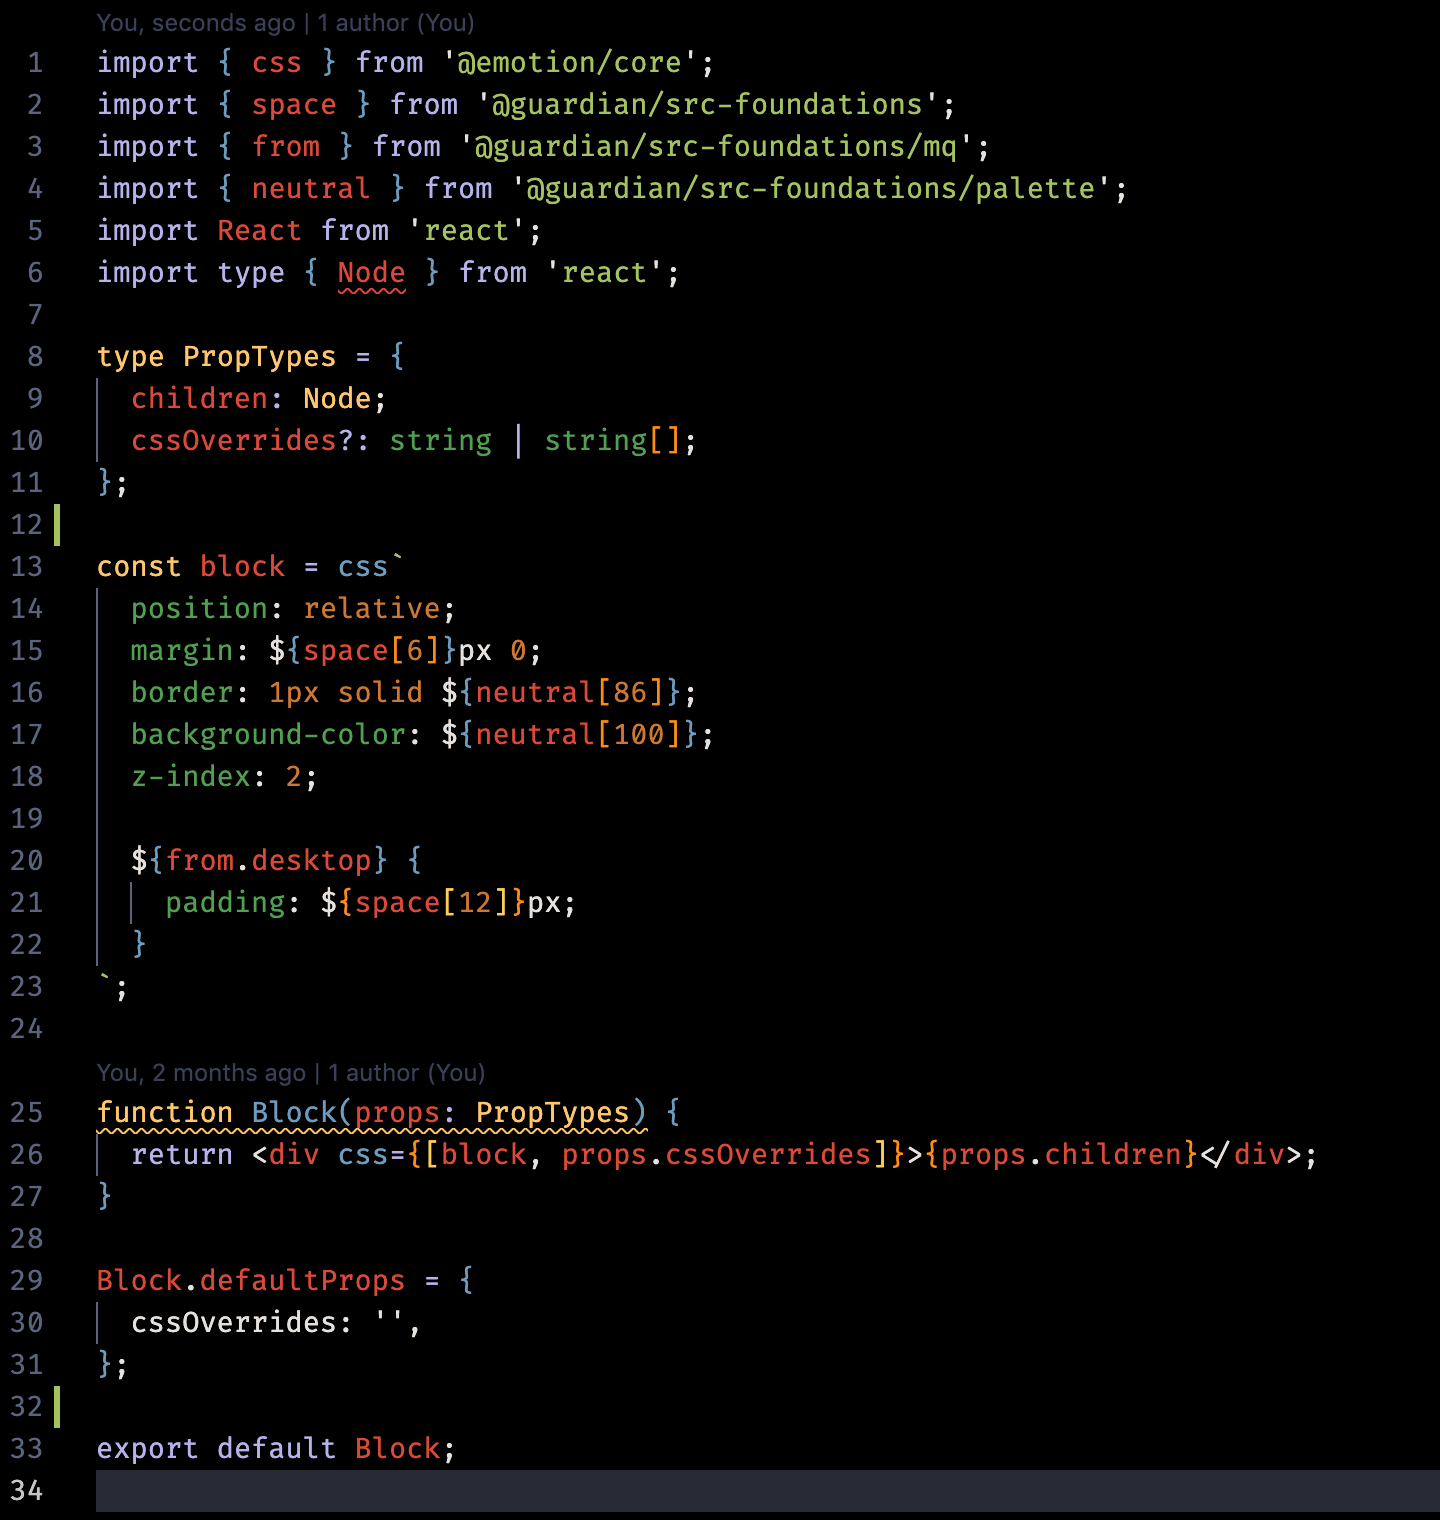 You, seconds ago | 1 author (You)
1 import { css } from '@emotion/core';
2 import { space } from '@guardian/src-foundations';
3 import { from } from '@guardian/src-foundations/mq';
4 import { neutral } from '@guardian/src-foundations/palette';
5 import React from 'react';
6 import type { Node } from 'react';
7
8 type PropTypes = {
9   children: Node;
10   cssOverrides?: string | string[];
11 };
12
13 const block = css`
14   position: relative;
15   margin: ${space[6]}px 0;
16   border: 1px solid ${neutral[86]};
17   background-color: ${neutral[100]};
18   z-index: 2;
19
20   ${from.desktop} {
21     padding: ${space[12]}px;
22   }
23 `;
24
You, 2 months ago | 1 author (You)
25 function Block(props: PropTypes) {
26   return <div css={[block, props.cssOverrides]}>{props.children}</div>;
27 }
28
29 Block.defaultProps = {
30   cssOverrides: '',
31 };
32
33 export default Block;
34